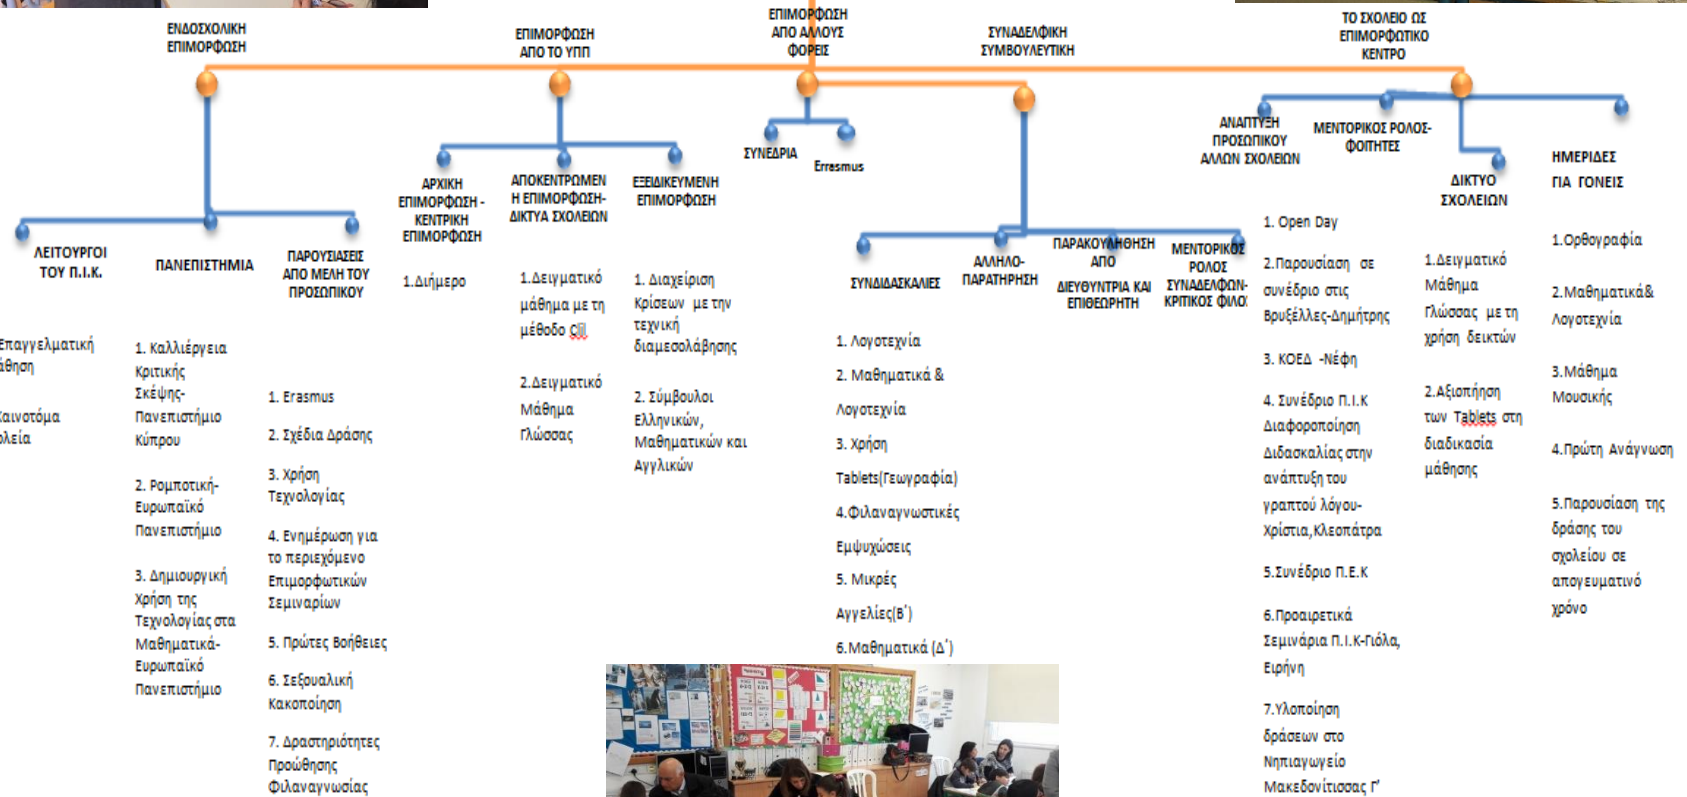 ΕΝΔΟΣΧΟΛΙΚΗ
ΕΠΙΜΟΡΦΩΣΗ
ΕΠΙΜΟΡΦΩΣΗ
ΑΠΟ ΤΟ ΥΠΠ
ΕΠΙΜΟΡΦΩΣΗ
ΑΠΟ ΑΛΛΟΥΣ
ΦΟΡΕΙΣ
ΣΥΝΑΔΕΛΦΙΚΗ
ΣΥΜΒΟΥΛΕΥΤΙΚΗ
ΤΟ ΣΧΟΛΕΙΟ ΩΣ
ΕΠΙΜΟΡΦΩΤΙΚΟ
ΚΕΝΤΡΟ
ΛΕΙΤΟΥΡΓΟΙ
ΤΟΥ Π.Ι.Κ.
Επαγγελματική
ΠΑΝΕΠΙΣΤΗΜΙΑ
1. Καλλιέργεια
Κριτικής
Σκέψης-
Πανεπιστήμιο
Κύπρου
2. Ρομποτική-
Ευρωπαϊκό
Πανεπιστήμιο
3. Δημιουργική
Χρήση της
Τεχνολογίας στα
Μαθηματικά-
Ευρωπαϊκό
Πανεπιστήμιο
ΠΑΡΟΥΣΙΑΣΕΙΣ
ΑΠΟ ΜΕΛΗ ΤΟΥ
ΠΡΟΣΩΠΙΚΟΥ
1. Erasmus
2. Σχέδια Δράσης
3. Χρήση
Τεχνολογίας
4. Ενημέρωση για
το περιεχόμενο
Επιμορφωτικών
Σεμιναρίων
5. Πρώτες Βοήθειες
6. Σεξουαλική
Κακοποίηση
7. Δραστηριότητες
Προώθησης
Φιλαναγνωσίας
ΑΡΧΙΚΗ
ΕΠΙΜΟΡΦΩΣΗ -
ΚΕΝΤΡΙΚΗ
ΕΠΙΜΟΡΦΩΣΗ
1.Διήμερο
ΑΠΟΚΕΝΤΡΩΜΕΝ
Η ΕΠΙΜΟΡΦΩΣΗ-
ΔΙΚΤΥΑ ΣΧΟΛΕΙΩΝ
1.Δειγματικό
μάθημα με τη
μέθοδο Clil
2.Δειγματικό
Μάθημα
Γλώσσας
ΕΞΕΙΔΙΚΕΥΜΕΝΗ
ΕΠΙΜΟΡΦΩΣΗ
1. Διαχείριση
Κρίσεων με την
τεχνική
διαμεσολάβησης
2. Σύμβουλοι
Ελληνικών,
Μαθηματικών και
Αγγλικών
ΣΥΝΕΔΡΙΑ
Errasmus
ΣΥΝΔΙΔΑΣΚΑΛΙΕΣ
1. Λογοτεχνία
2. Μαθηματικά &
Λογοτεχνία
3. Χρήση
Tablets(Γεωγραφία)
4.Φιλαναγνωστικές
Εμψυχώσεις
5. Μικρές
Αγγελίες(Β΄)
6.Μαθηματικά (Δ΄)
ΑΛΛΗΛΟ-
ΠΑΡΑΤΗΡΗΣΗ
ΠΑΡΑΚΟΥΛΗΘΗΣΗ
ΑΠΟ
ΔΙΕΥΘΥΝΤΡΙΑ ΚΑΙ
ΕΠΙΘΕΩΡΗΤΗ
ΜΕΝΤΟΡΙΚΟΣ
ΡΟΛΟΣ
ΣΥΝΑΔΕΛΦΩΝ-
ΚΡΙΤΙΚΟΣ ΦΙΛΟΣ
ΑΝΑΠΤΥΞΗ
ΠΡΟΣΩΠΙΚΟΥ
ΑΛΛΩΝ ΣΧΟΛΕΙΩΝ
1. Open Day
2.Παρουσίαση σε
συνέδριο στις
Βρυξέλλες-Δημήτρης
3. ΚΟΕΔ -Νέφη
4. Συνέδριο Π.Ι.Κ
Διαφοροποίηση
Διδασκαλίας στην
ανάπτυξη του
γραπτού λόγου-
Χρίστια,Κλεοπάτρα
5.Συνέδριο Π.Ε.Κ
6.Προαιρετικά
Σεμινάρια Π.Ι.Κ-Γιόλα,
Ειρήνη
7.Υλοποίηση
δράσεων στο
Νηπιαγωγείο
Μακεδονίτισσας Γ'
ΜΕΝΤΟΡΙΚΟΣ ΡΟΛΟΣ-
ΦΟΙΤΗΤΕΣ
ΔΙΚΤΥΟ
ΣΧΟΛΕΙΩΝ
1.Δειγματικό
Μάθημα
Γλώσσας με τη
χρήση δεικτών
2.Αξιοπήηση
των Tablets στη
διαδικασία
μάθησης
ΗΜΕΡΙΔΕΣ
ΓΙΑ ΓΟΝΕΙΣ
1.Ορθογραφία
2.Μαθηματικά&
Λογοτεχνία
3.Μάθημα
Μουσικής
4.Πρώτη Ανάγνωση
5.Παρουσίαση της
δράσης του
σχολείου σε
απογευματινό
χρόνο